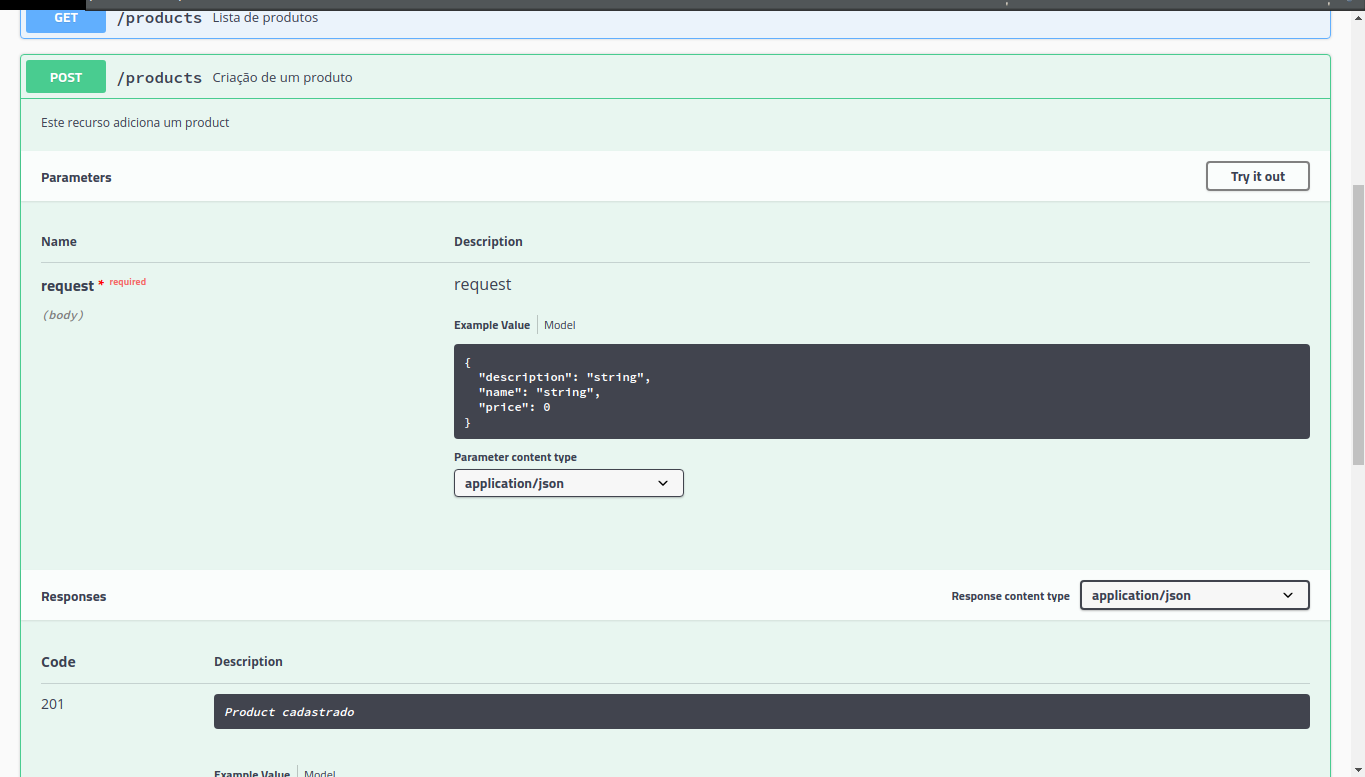 GET /products Lista de produtos
POST /products Criação de um produto
Este recurso adiciona um product
Parameters Try it out
Name Description
request * required request
(body)
Example Value Model
{
"description": "string",
"name": "string",
"price": 0
}
Parameter content type
application/json
Responses Response content type application/json
Code Description
201 Product cadastrado
Example Value Model